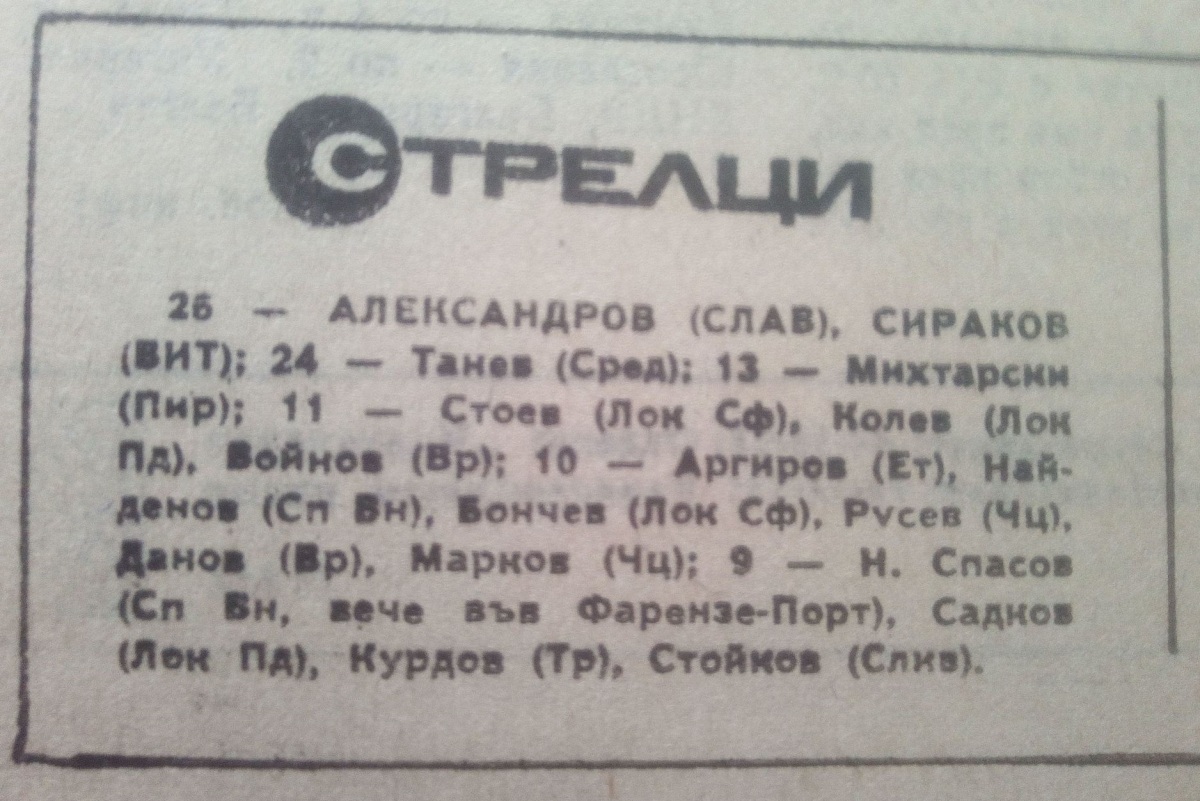 СТРЕЛЦИ
26 — АЛЕКСАНДРОВ (СЛАВ), СИРАКОВ
(ВИТ); 24 — Танев (Сред); 13 — Михтарски
(Пир); 11 — Стоев (Лок Сф), Колев (Лок
Пд), Войнов (Вр); 10 — Аргиров (Ет), Най-
денов (Сп Вн), Бончев (Лок Сф), Русев (Чц),
Данов (Вр), Марков (Чц); 9 — Н. Спасов
(Сп Вн, вече във Фарензе-Порт), Садков
(Лок Пд), Курдов (Тр), Стойков (Слив).